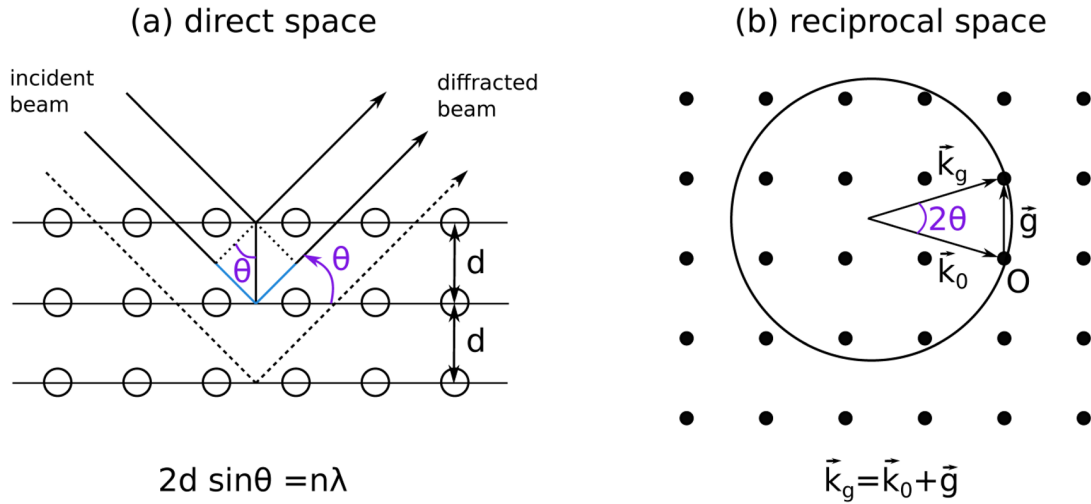 (a) direct space
incident
beam
diffracted
beam
θ
θ
d
d
2d sinθ =nλ
(b) reciprocal space
k⃗g
2θ
g⃗
k⃗0
O
k⃗g=k⃗0+g⃗